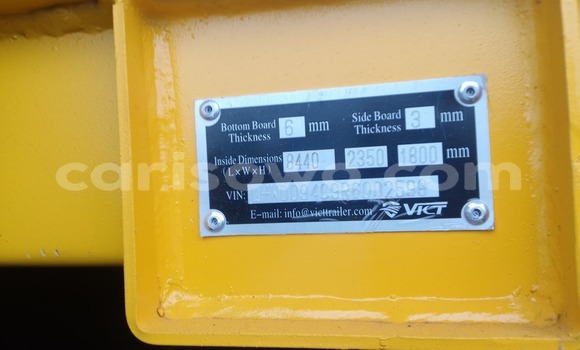 Bottom Board Thickness 6 mm Side Board Thickness 3 mm
Inside Dimensions (L×W×H) 8440 2350 1800 mm
VIN:
E-mail: info@victtrailer.com VICT
carisowo.com